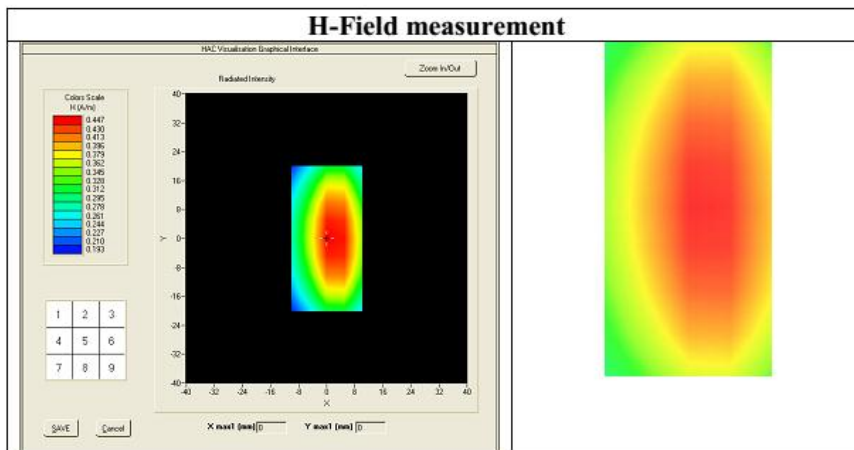 H-Field measurement
HAC Visualisation Graphical Interface
Zoom In/Out
Radiated Intensity
Colors Scale
H (A/m)
0.447
0.430
0.413
0.396
0.379
0.362
0.345
0.328
0.312
0.295
0.278
0.261
0.244
0.227
0.210
0.193
40
32
24
16
8
0
-8
-16
-24
-32
-40
Y
-40 -32 -24 -16 -8 0 8 16 24 32 40
X
1 2 3
4 5 6
7 8 9
SAVE Cancel X max1 (mm) 0 Y max1 (mm) 0